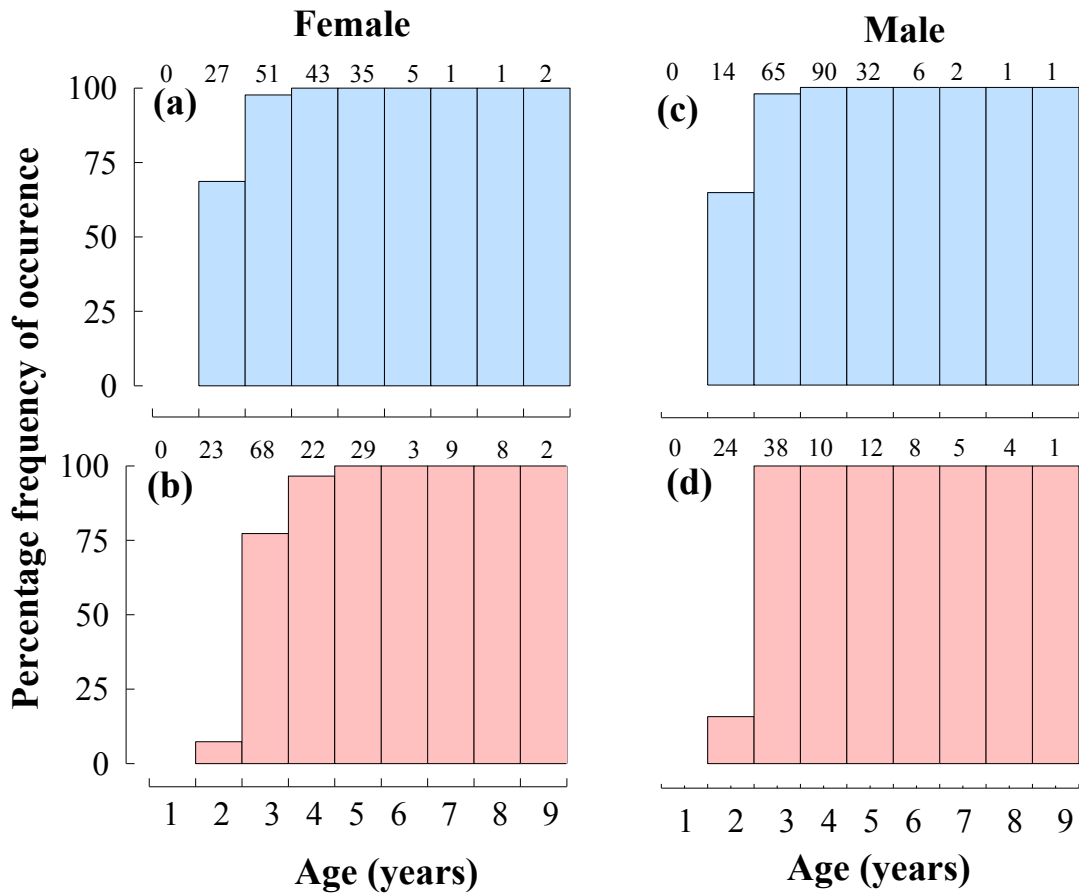 Female
Male
0 27 51 43 35 5 1 1 2
0 14 65 90 32 6 2 1 1
100
75
50
25
0
(a)
(c)
Percentage frequency of occurence
0 23 68 22 29 3 9 8 2
0 24 38 10 12 8 5 4 1
100
75
50
25
0
(b)
(d)
1 2 3 4 5 6 7 8 9
1 2 3 4 5 6 7 8 9
Age (years)
Age (years)